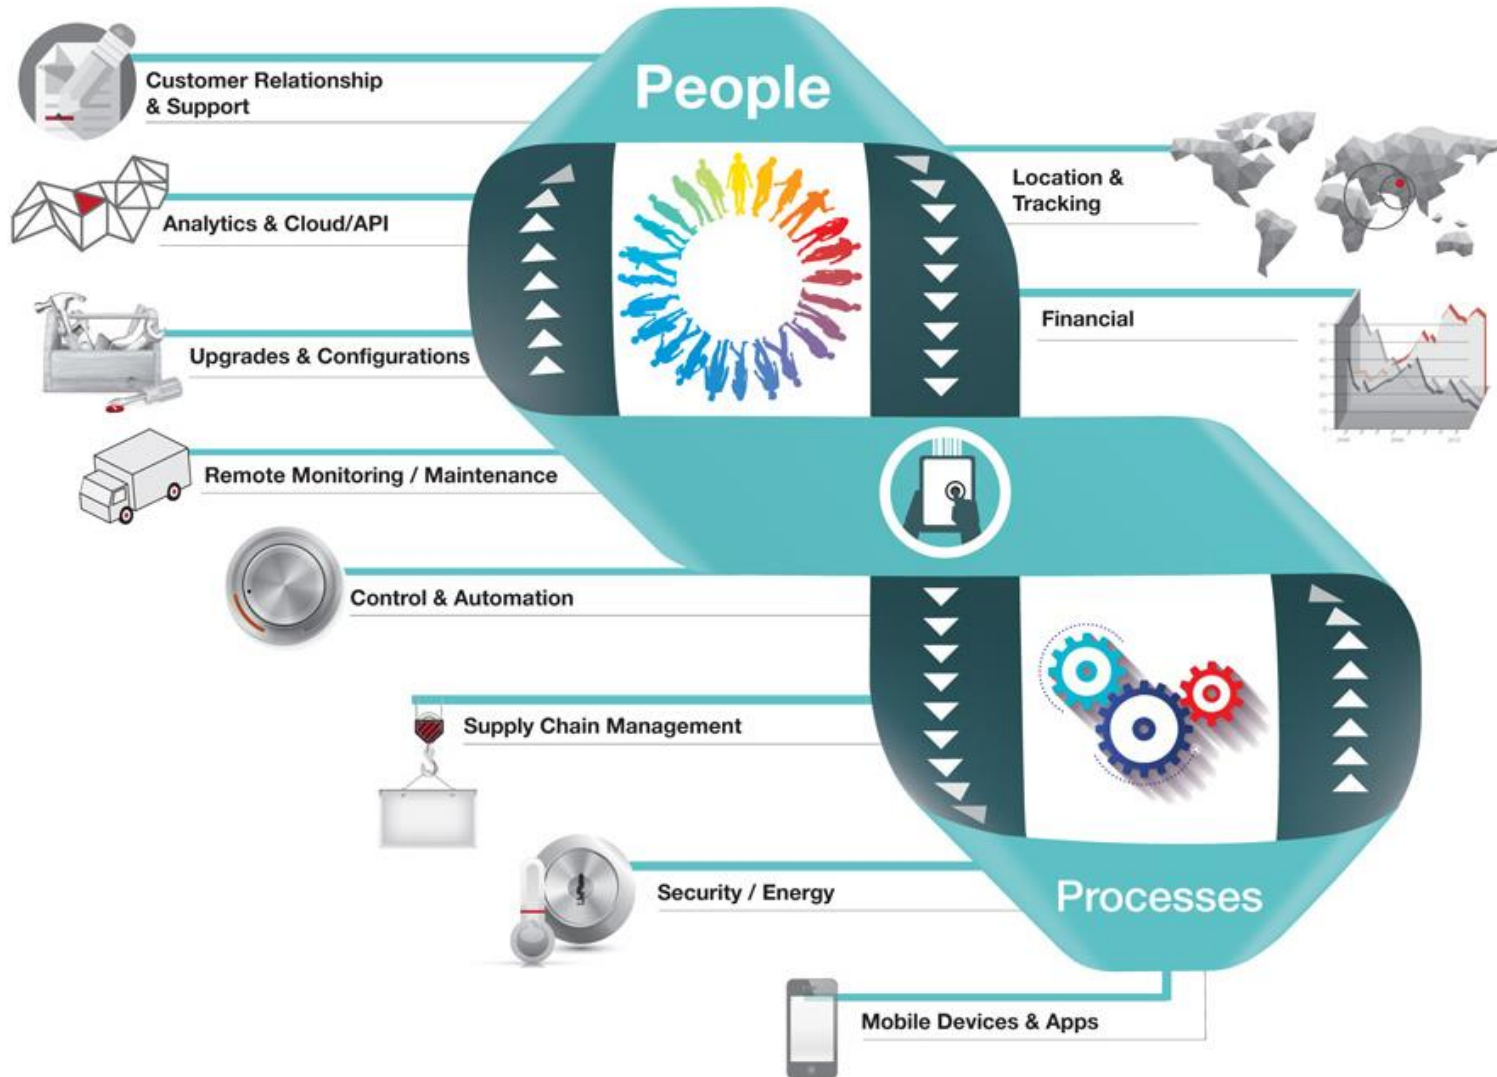 People
Customer Relationship
& Support
Analytics & Cloud/API
Upgrades & Configurations
Remote Monitoring / Maintenance
Control & Automation
Supply Chain Management
Security / Energy
Mobile Devices & Apps
Location &
Tracking
Financial
Processes